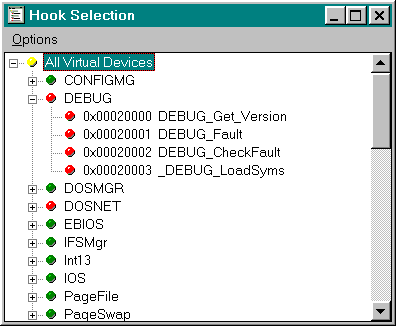 Hook Selection
Options
All Virtual Devices
CONFIGMG
DEBUG
0x00020000 DEBUG_Get_Version
0x00020001 DEBUG_Fault
0x00020002 DEBUG_CheckFault
0x00020003 _DEBUG_LoadSyms
DOSMGR
DOSNET
EBIOS
IFSMgr
Int13
IOS
PageFile
PageSwap